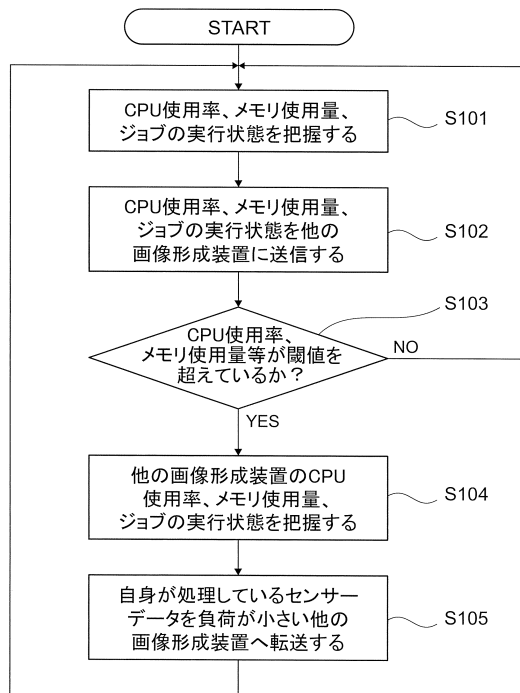 START
CPU使用率、メモリ使用量、
ジョブの実行状態を把握する
S101
CPU使用率、メモリ使用量、
ジョブの実行状態を他の
画像形成装置に送信する
S102
S103
CPU使用率、
メモリ使用量等が閾値を
超えているか？
NO
YES
他の画像形成装置のCPU
使用率、メモリ使用量、
ジョブの実行状態を把握する
S104
自身が処理しているセンサー
データを負荷が小さい他の
画像形成装置へ転送する
S105